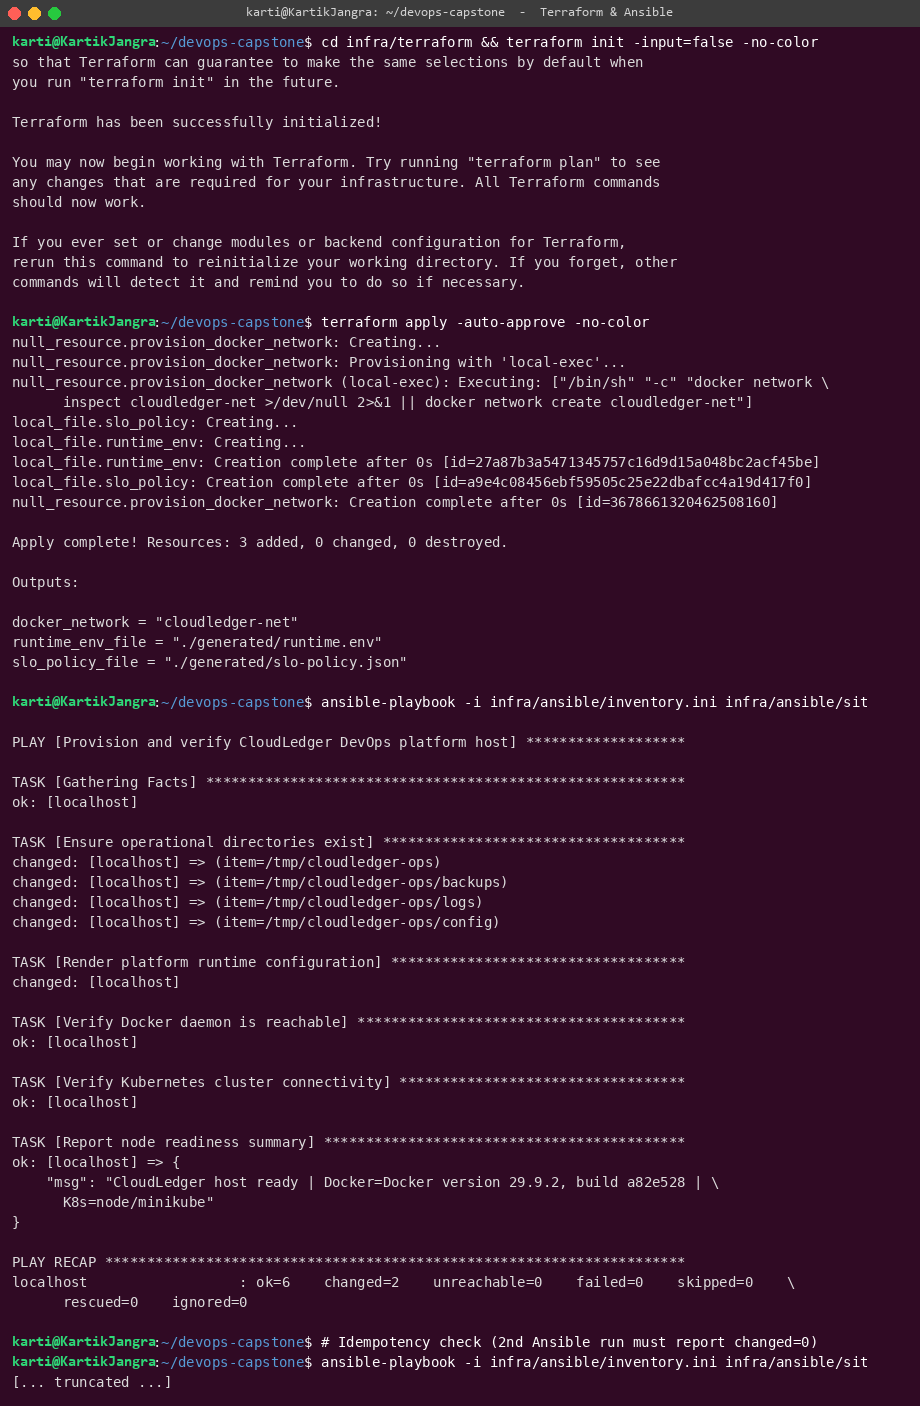 karti@KartikJangra: ~/devops-capstone  -  Terraform & Ansible
karti@KartikJangra:~/devops-capstone$ cd infra/terraform && terraform init -input=false -no-color
so that Terraform can guarantee to make the same selections by default when
you run "terraform init" in the future.
Terraform has been successfully initialized!
You may now begin working with Terraform. Try running "terraform plan" to see
any changes that are required for your infrastructure. All Terraform commands
should now work.
If you ever set or change modules or backend configuration for Terraform,
rerun this command to reinitialize your working directory. If you forget, other
commands will detect it and remind you to do so if necessary.
karti@KartikJangra:~/devops-capstone$ terraform apply -auto-approve -no-color
null_resource.provision_docker_network: Creating...
null_resource.provision_docker_network: Provisioning with 'local-exec'...
null_resource.provision_docker_network (local-exec): Executing: ["/bin/sh" "-c" "docker network \
      inspect cloudledger-net >/dev/null 2>&1 || docker network create cloudledger-net"]
local_file.slo_policy: Creating...
local_file.runtime_env: Creating...
local_file.runtime_env: Creation complete after 0s [id=27a87b3a5471345757c16d9d15a048bc2acf45be]
local_file.slo_policy: Creation complete after 0s [id=a9e4c08456ebf59505c25e22dbafcc4a19d417f0]
null_resource.provision_docker_network: Creation complete after 0s [id=3678661320462508160]
Apply complete! Resources: 3 added, 0 changed, 0 destroyed.
Outputs:
docker_network = "cloudledger-net"
runtime_env_file = "./generated/runtime.env"
slo_policy_file = "./generated/slo-policy.json"
karti@KartikJangra:~/devops-capstone$ ansible-playbook -i infra/ansible/inventory.ini infra/ansible/sit
PLAY [Provision and verify CloudLedger DevOps platform host] *******************
TASK [Gathering Facts] *********************************************************
ok: [localhost]
TASK [Ensure operational directories exist] ************************************
changed: [localhost] => (item=/tmp/cloudledger-ops)
changed: [localhost] => (item=/tmp/cloudledger-ops/backups)
changed: [localhost] => (item=/tmp/cloudledger-ops/logs)
changed: [localhost] => (item=/tmp/cloudledger-ops/config)
TASK [Render platform runtime configuration] ***********************************
changed: [localhost]
TASK [Verify Docker daemon is reachable] ***************************************
ok: [localhost]
TASK [Verify Kubernetes cluster connectivity] **********************************
ok: [localhost]
TASK [Report node readiness summary] *******************************************
ok: [localhost] => {
    "msg": "CloudLedger host ready | Docker=Docker version 29.9.2, build a82e528 | \
      K8s=node/minikube"
}
PLAY RECAP *********************************************************************
localhost                  : ok=6    changed=2    unreachable=0    failed=0    skipped=0    \
      rescued=0    ignored=0
karti@KartikJangra:~/devops-capstone$ # Idempotency check (2nd Ansible run must report changed=0)
karti@KartikJangra:~/devops-capstone$ ansible-playbook -i infra/ansible/inventory.ini infra/ansible/sit
[... truncated ...]